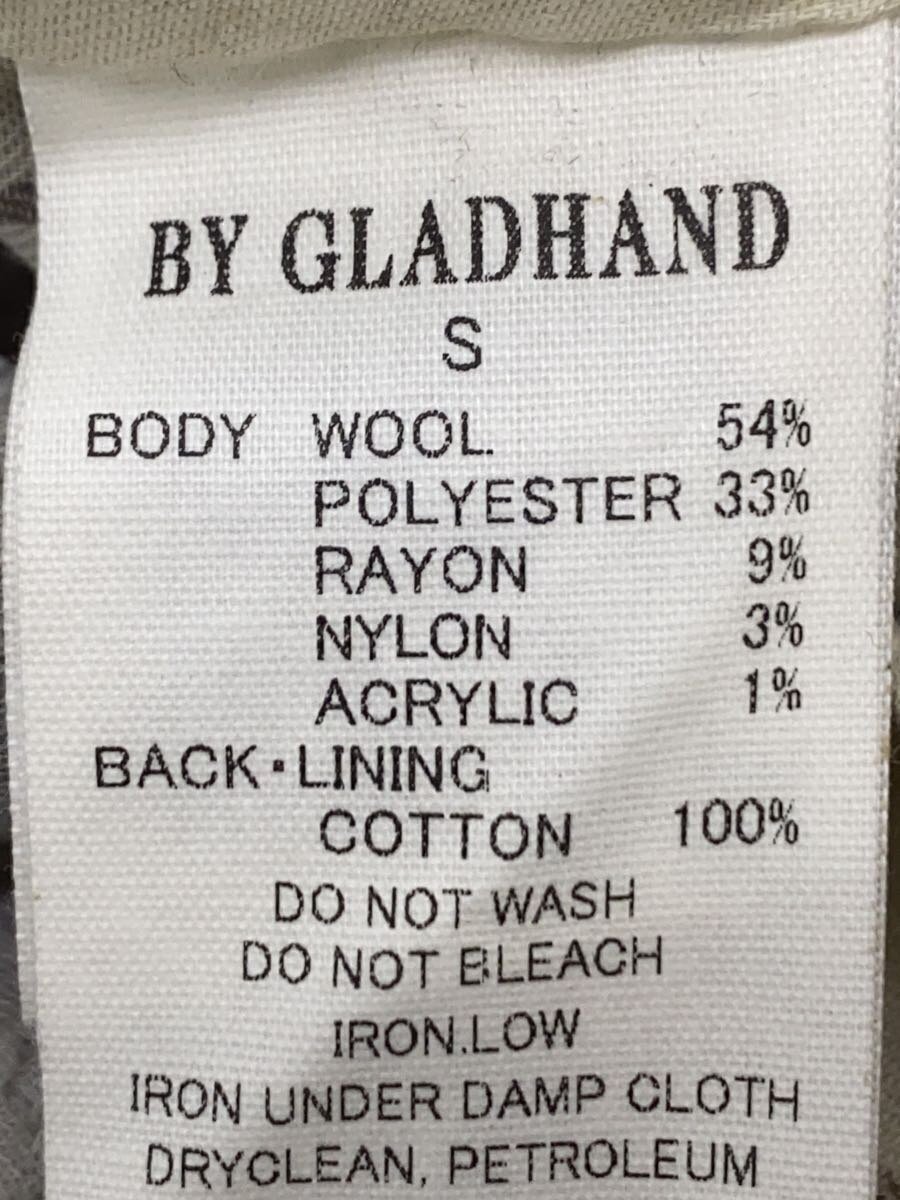 BY GLADHAND
S
BODY WOOL 54%
POLYESTER 33%
RAYON 9%
NYLON 3%
ACRYLIC 1%
BACK・LINING
COTTON 100%
DO NOT WASH
DO NOT BLEACH
IRON.LOW
IRON UNDER DAMP CLOTH
DRYCLEAN, PETROLEUM